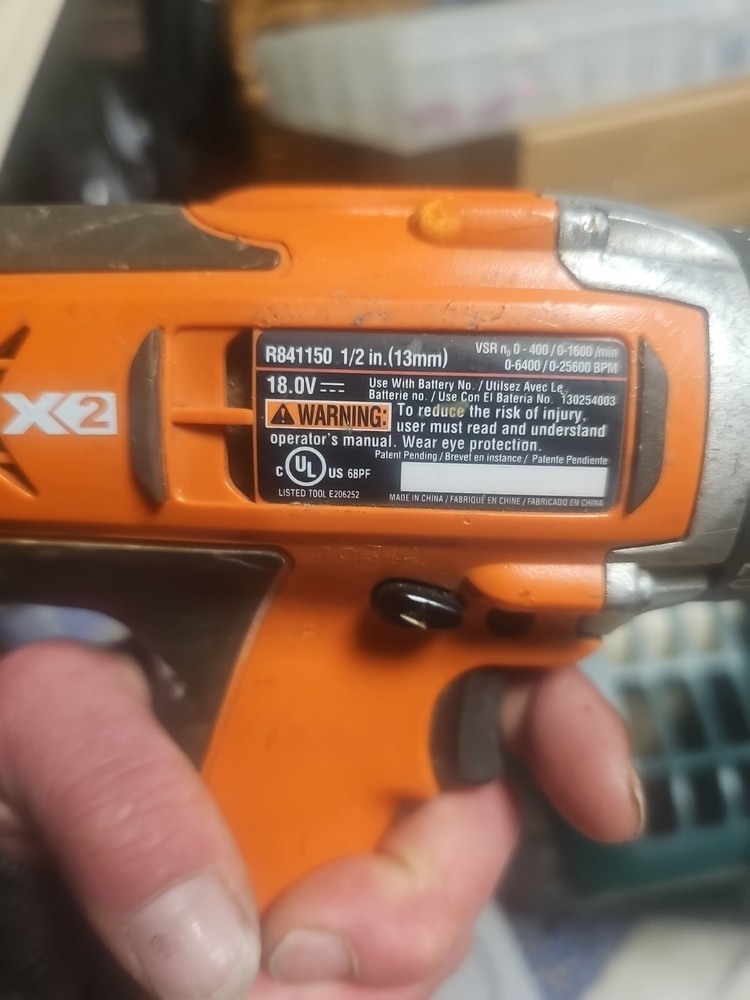 X2
R841150 1/2 in.(13mm)
VSR n₀ 0 - 400 / 0-1600 /min
0-6400 / 0-25600 BPM
18.0V ⎓
Use With Battery No. / Utilsez Avec Le
Batterie no. / Use Con El Batería No. 130254003
⚠ WARNING: To reduce the risk of injury,
user must read and understand
operator's manual. Wear eye protection.
Patent Pending / Brevet en instance / Patente Pendiente
C UL US 68PF
LISTED TOOL E206252
MADE IN CHINA / FABRIQUÉ EN CHINE / FABRICADO EN CHINA